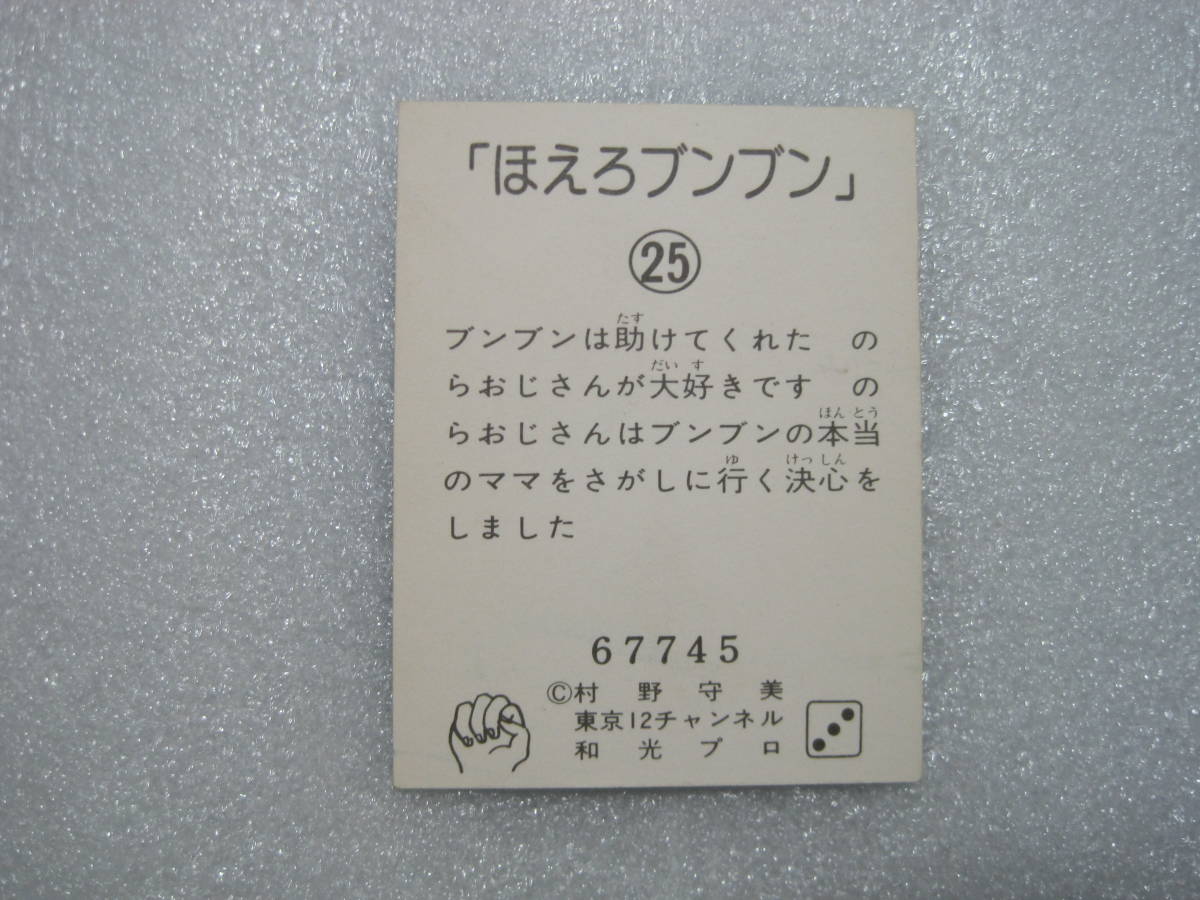 「ほえろブンブン」
㉕
ブンブンは助けてくれた　の
らおじさんが大好きです　の
らおじさんはブンブンの本当
のママをさがしに行く決心を
しました
67745
©村野守美
東京12チャンネル
和光プロ